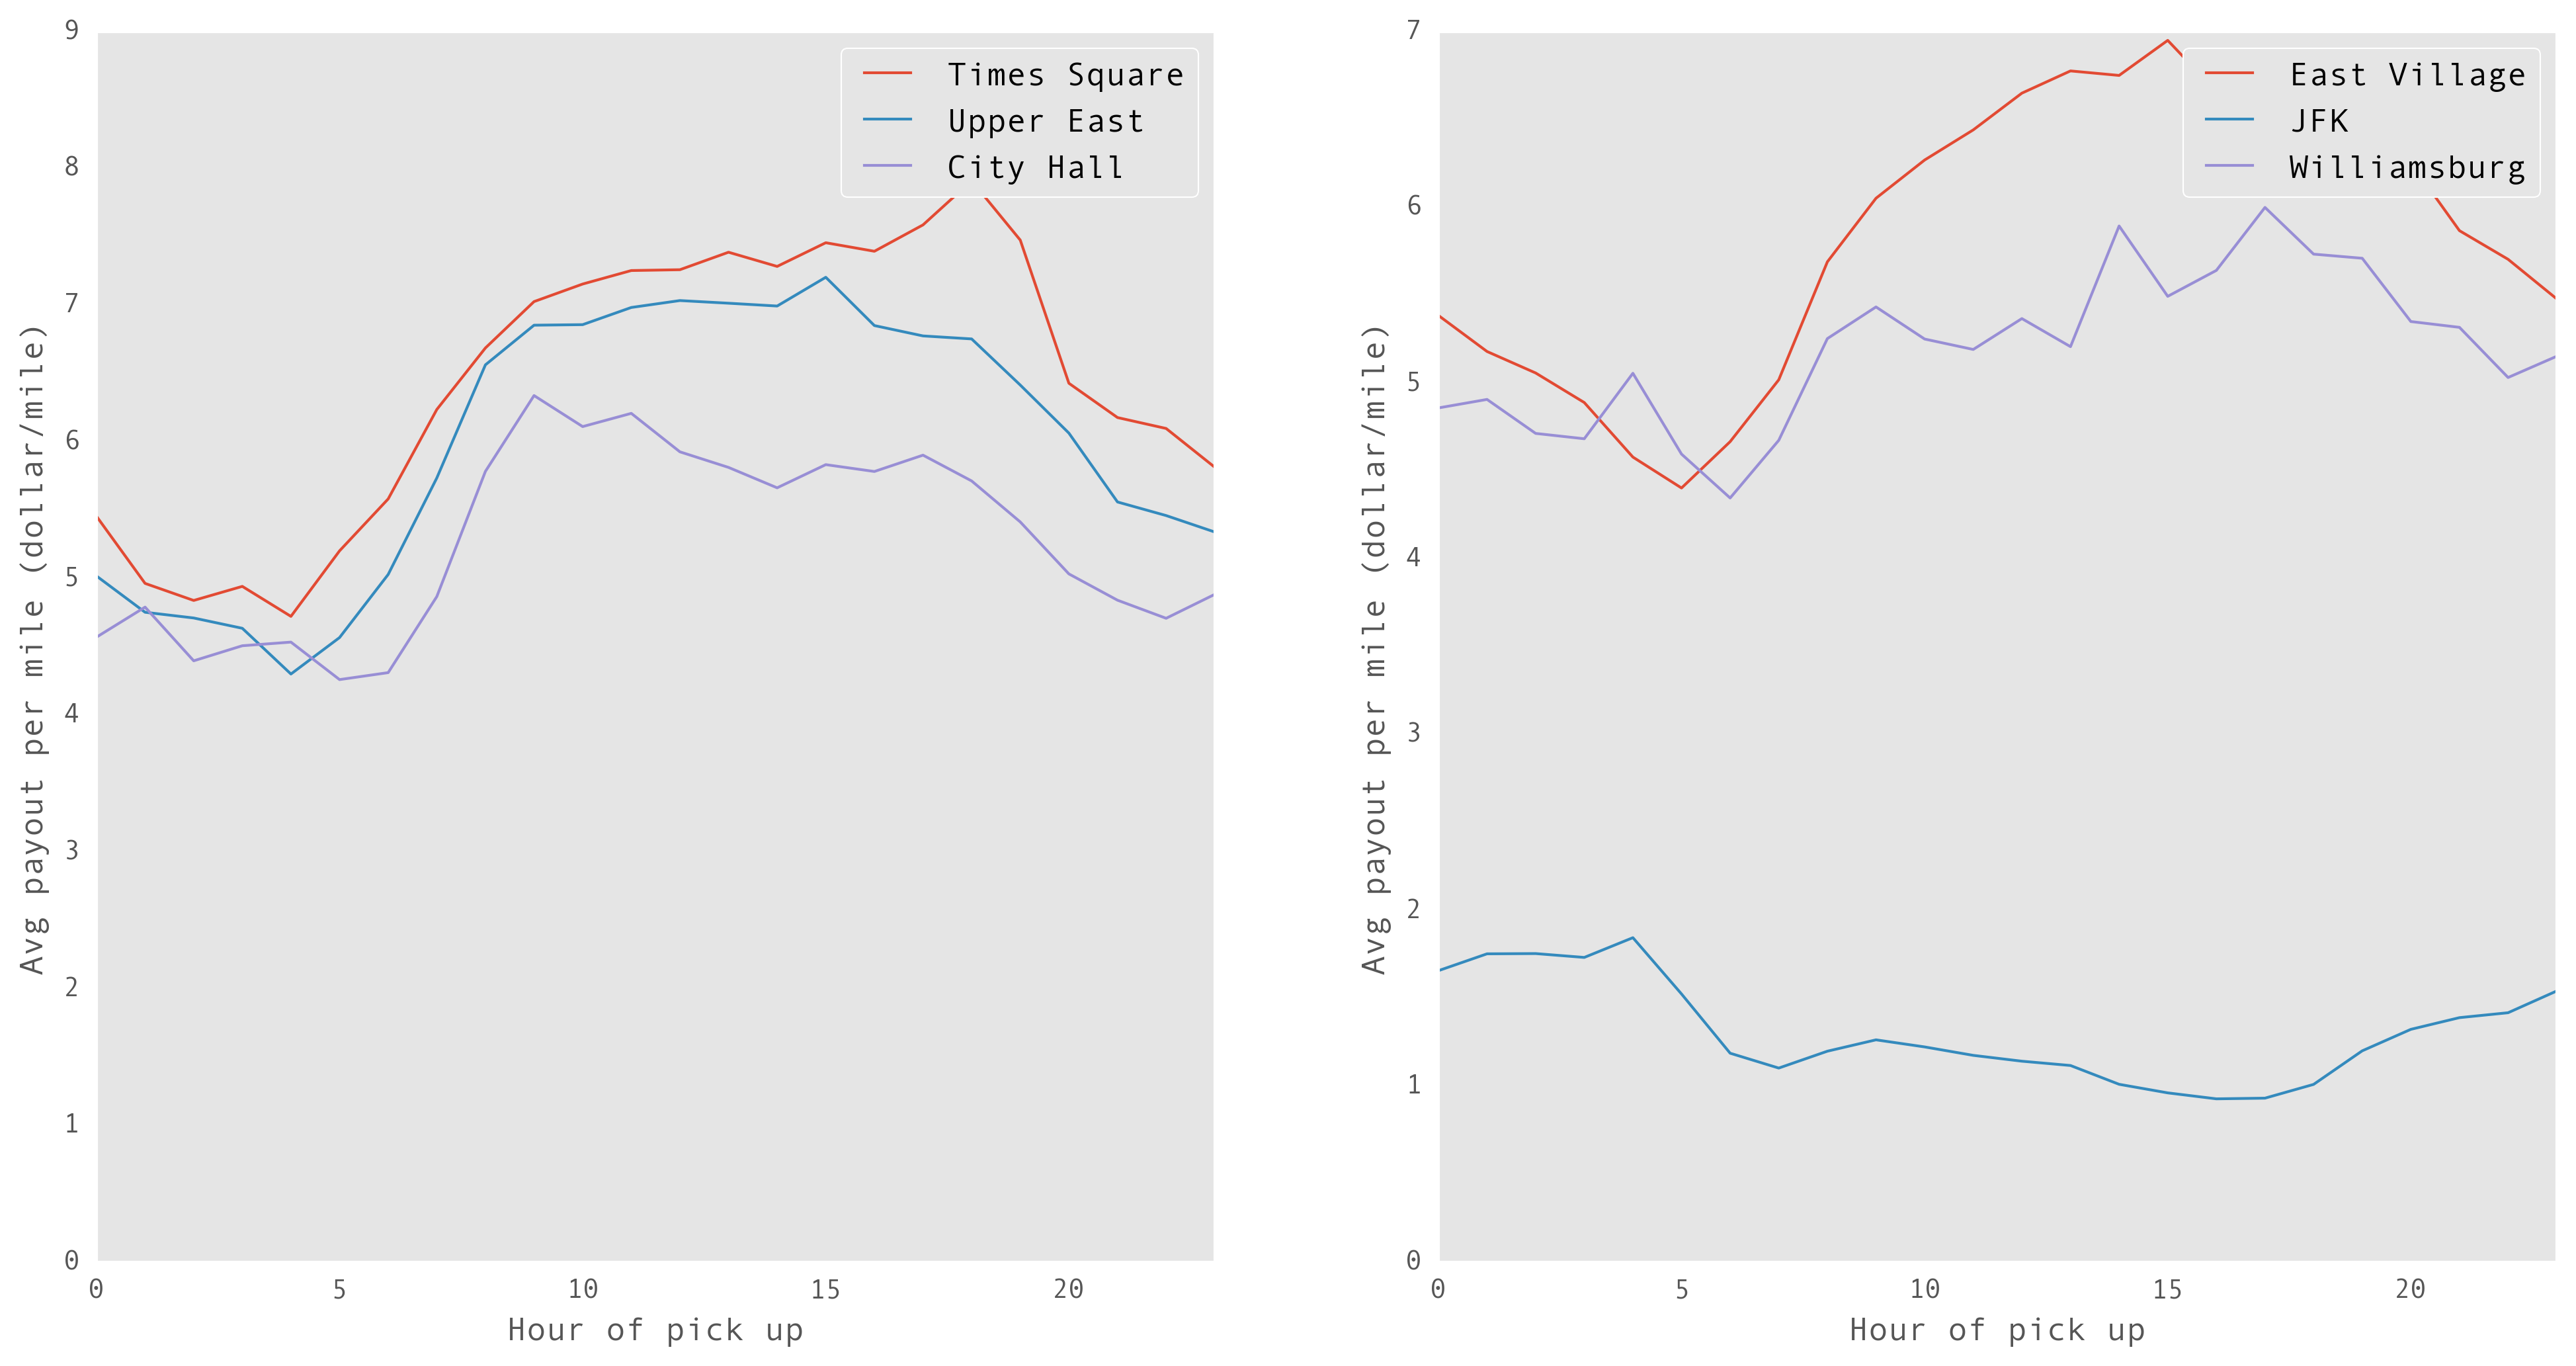 9
8
7
6
5
4
3
2
1
0
Avg payout per mile (dollar/mile)
Times Square
Upper East
City Hall
0 5 10 15 20
Hour of pick up
7
6
5
4
3
2
1
0
Avg payout per mile (dollar/mile)
East Village
JFK
Williamsburg
0 5 10 15 20
Hour of pick up